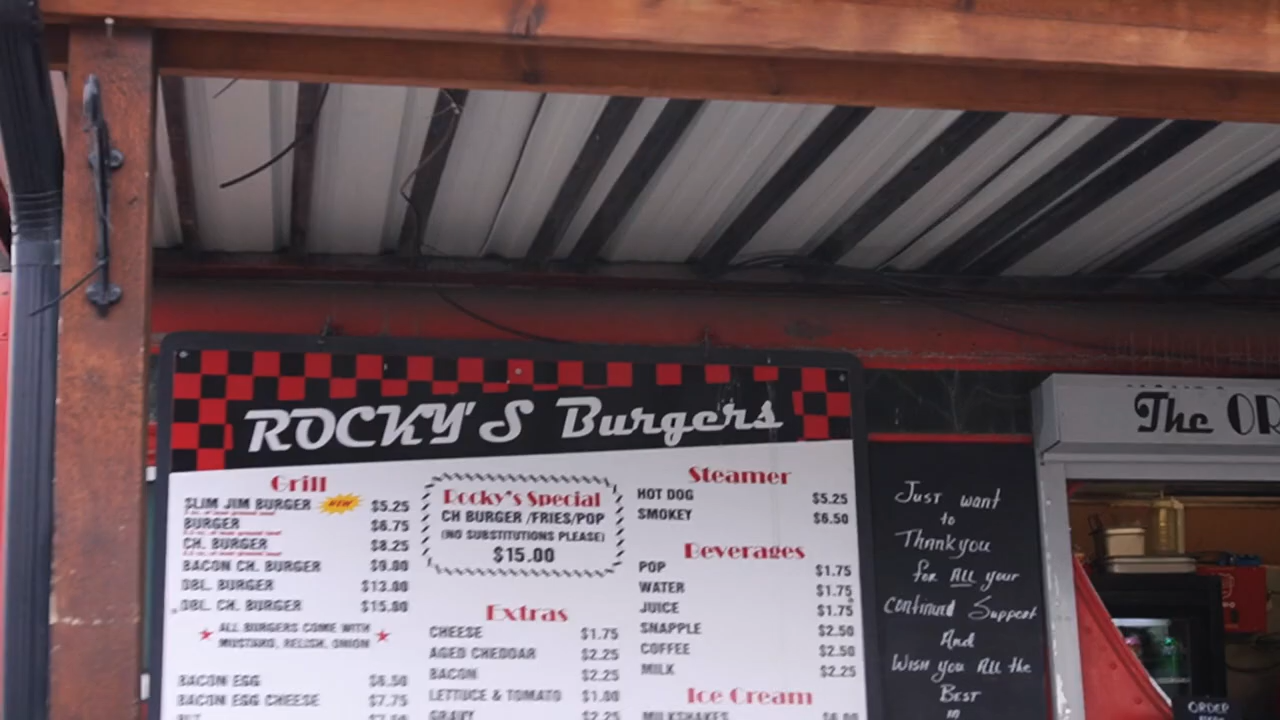 ROCKY'S Burgers
Grill
SLIM JIM BURGER NEW $5.25
BURGER $6.75
CH. BURGER $8.25
BACON CH. BURGER $9.00
DBL. BURGER $13.00
DBL. CH. BURGER $15.50
ALL BURGERS COME WITH
MUSTARD, RELISH, ONION
BACON EGG $6.50
BACON EGG CHEESE $7.75
Rocky's Special
CH BURGER /FRIES/POP
(NO SUBSTITUTIONS PLEASE)
$15.00
Extras
CHEESE $1.75
AGED CHEDDAR $2.25
BACON $2.25
LETTUCE & TOMATO $1.00
GRAVY $2.25
Steamer
HOT DOG $5.25
SMOKEY $6.50
Beverages
POP $1.75
WATER $1.75
JUICE $1.75
SNAPPLE $2.50
COFFEE $2.50
MILK $2.25
Ice Cream
MILKSHAKES
Just want
to
Thankyou
for All your
Continued Support
And
Wish you All the
Best
in
The OR
ORDER